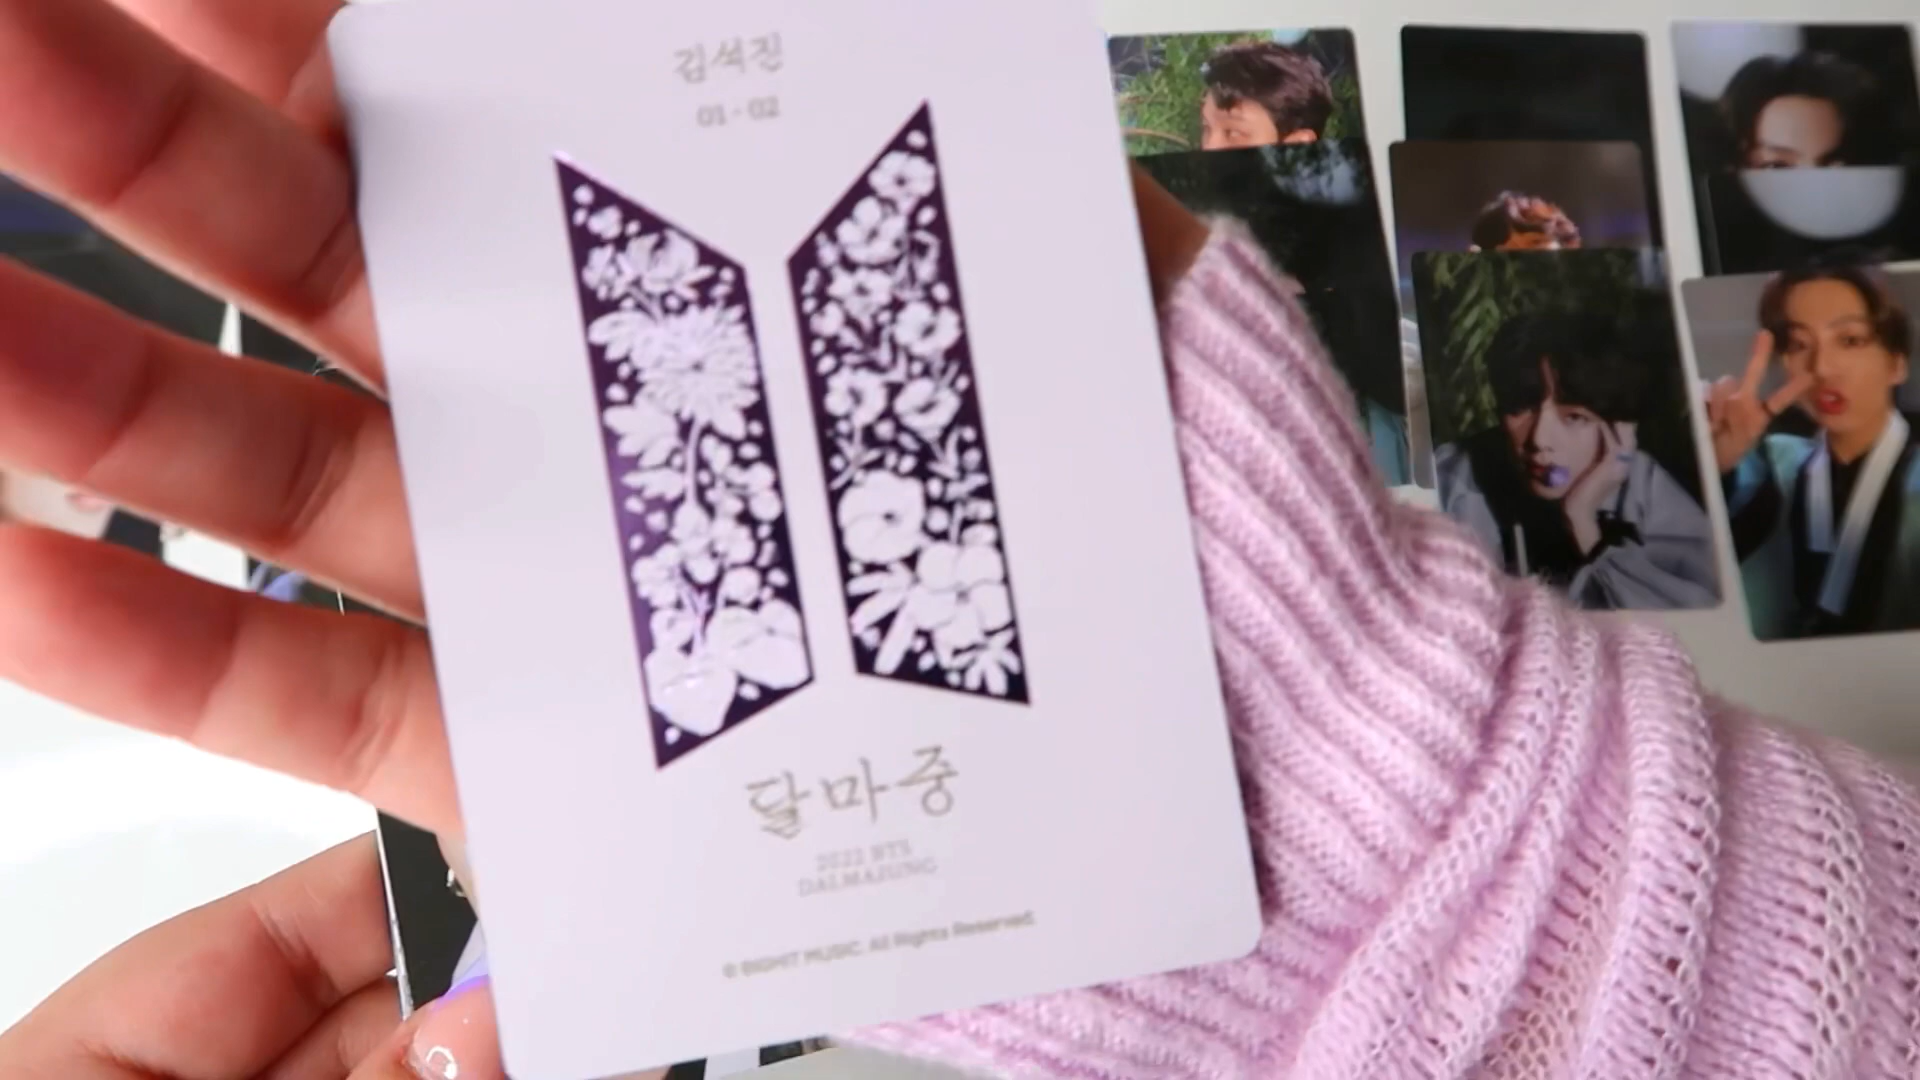 김석진
01 - 02
달마중
2022 BTS
DALMAJUNG
© BIGHIT MUSIC. All Rights Reserved.